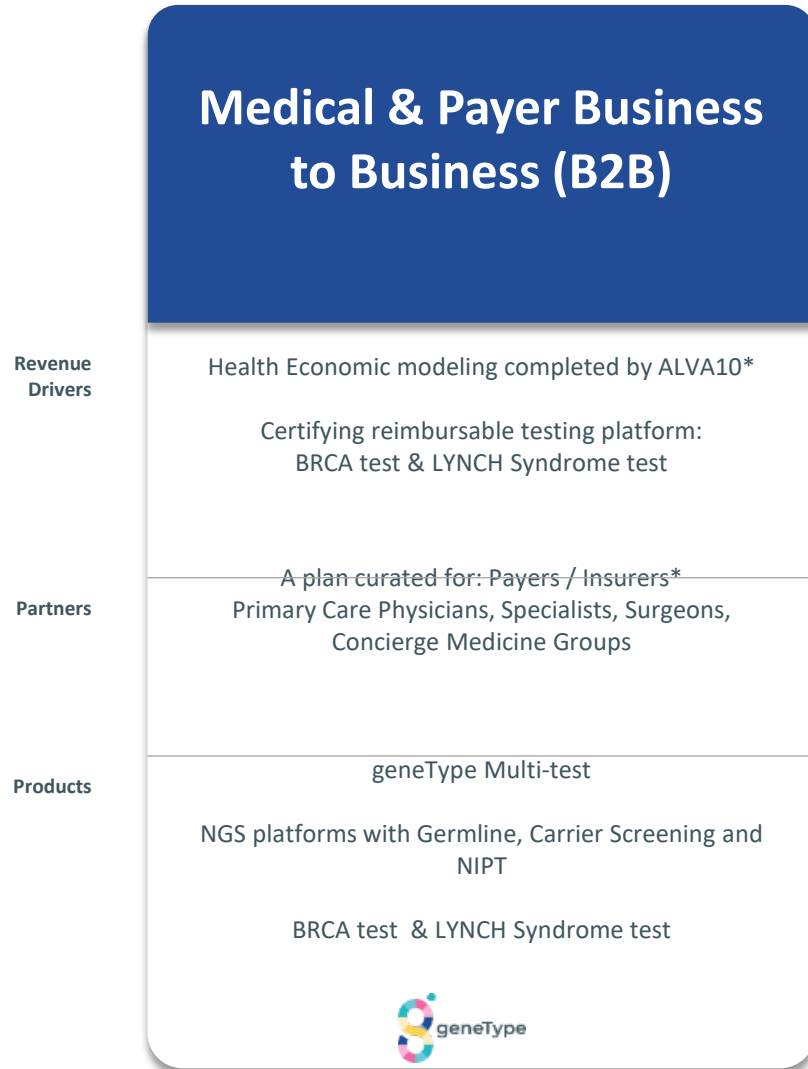 Medical & Payer Business
to Business (B2B)
Revenue
Drivers
Health Economic modeling completed by ALVA10*
Certifying reimbursable testing platform:
BRCA test & LYNCH Syndrome test
Partners
A plan curated for: Payers / Insurers*
Primary Care Physicians, Specialists, Surgeons,
Concierge Medicine Groups
Products
geneType Multi-test
NGS platforms with Germline, Carrier Screening and
NIPT
BRCA test & LYNCH Syndrome test
geneType